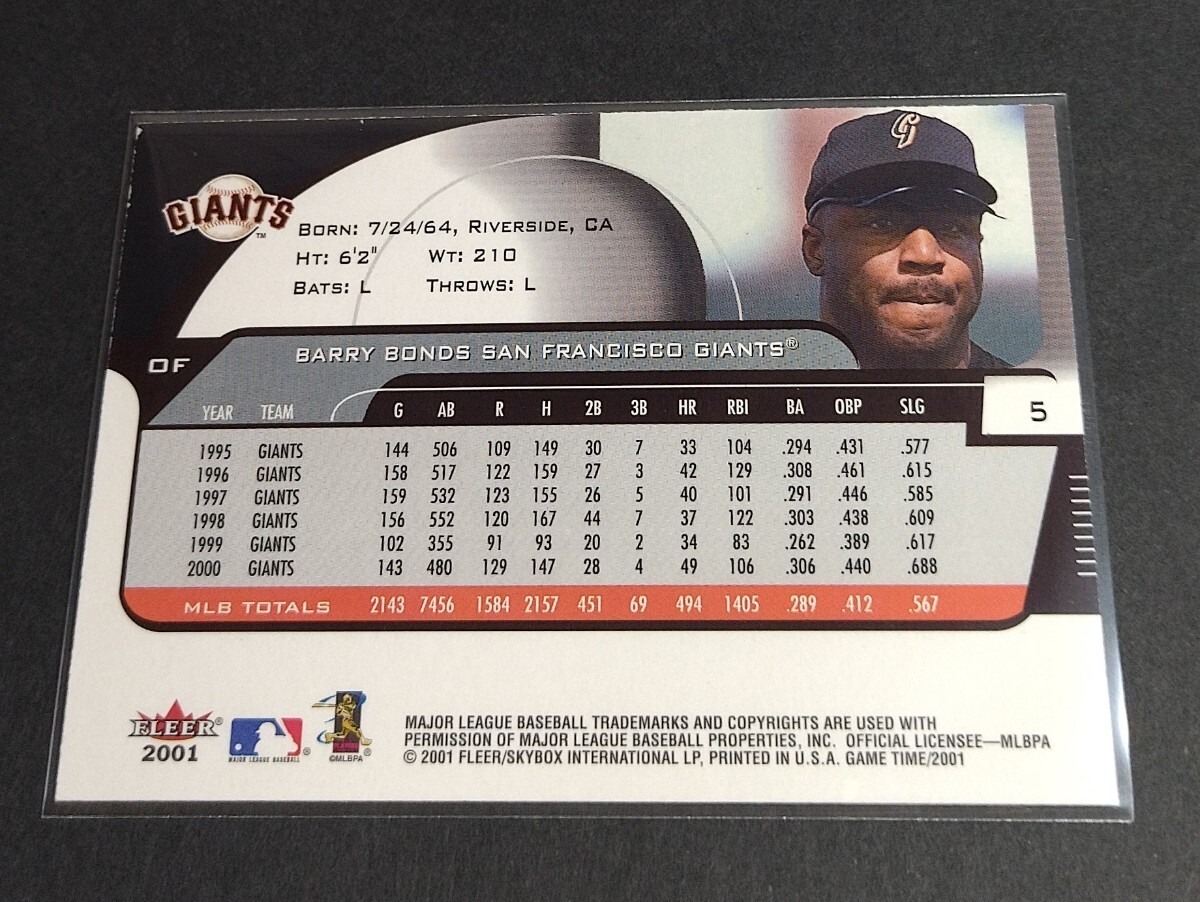 GIANTS™
BORN: 7/24/64, RIVERSIDE, CA
HT: 6'2" WT: 210
BATS: L THROWS: L
OF
BARRY BONDS SAN FRANCISCO GIANTS®
5
YEAR TEAM G AB R H 2B 3B HR RBI BA OBP SLG
1995 GIANTS 144 506 109 149 30 7 33 104 .294 .431 .577
1996 GIANTS 158 517 122 159 27 3 42 129 .308 .461 .615
1997 GIANTS 159 532 123 155 26 5 40 101 .291 .446 .585
1998 GIANTS 156 552 120 167 44 7 37 122 .303 .438 .609
1999 GIANTS 102 355 91 93 20 2 34 83 .262 .389 .617
2000 GIANTS 143 480 129 147 28 4 49 106 .306 .440 .688
MLB TOTALS 2143 7456 1584 2157 451 69 494 1405 .289 .412 .567
FLEER®
2001
MAJOR LEAGUE BASEBALL®
©MLBPA®
MAJOR LEAGUE BASEBALL TRADEMARKS AND COPYRIGHTS ARE USED WITH
PERMISSION OF MAJOR LEAGUE BASEBALL PROPERTIES, INC. OFFICIAL LICENSEE—MLBPA
© 2001 FLEER/SKYBOX INTERNATIONAL LP, PRINTED IN U.S.A. GAME TIME/2001